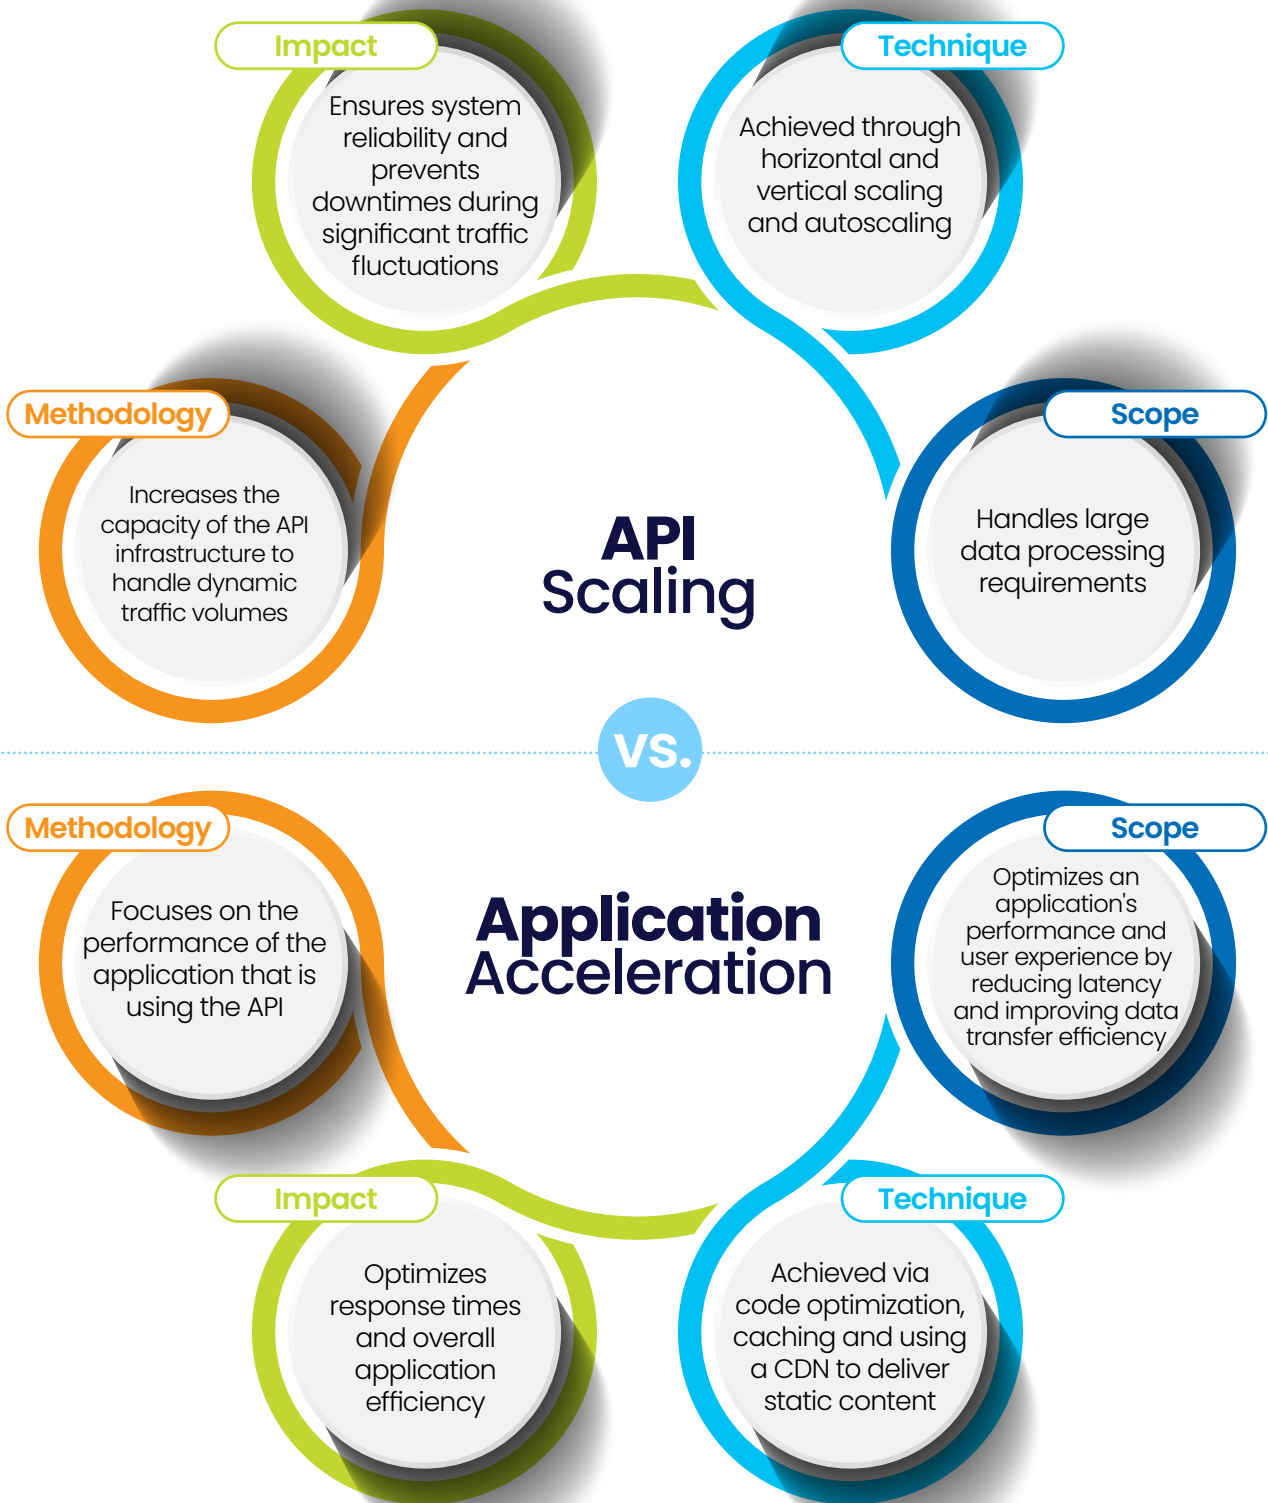 Impact
Ensures system
reliability and
prevents
downtimes during
significant traffic
fluctuations
Technique
Achieved through
horizontal and
vertical scaling
and autoscaling
Methodology
Increases the
capacity of the API
infrastructure to
handle dynamic
traffic volumes
API
Scaling
Scope
Handles large
data processing
requirements
VS.
Methodology
Focuses on the
performance of the
application that is
using the API
Application
Acceleration
Scope
Optimizes an
application's
performance and
user experience by
reducing latency
and improving data
transfer efficiency
Impact
Optimizes
response times
and overall
application
efficiency
Technique
Achieved via
code optimization,
caching and using
a CDN to deliver
static content